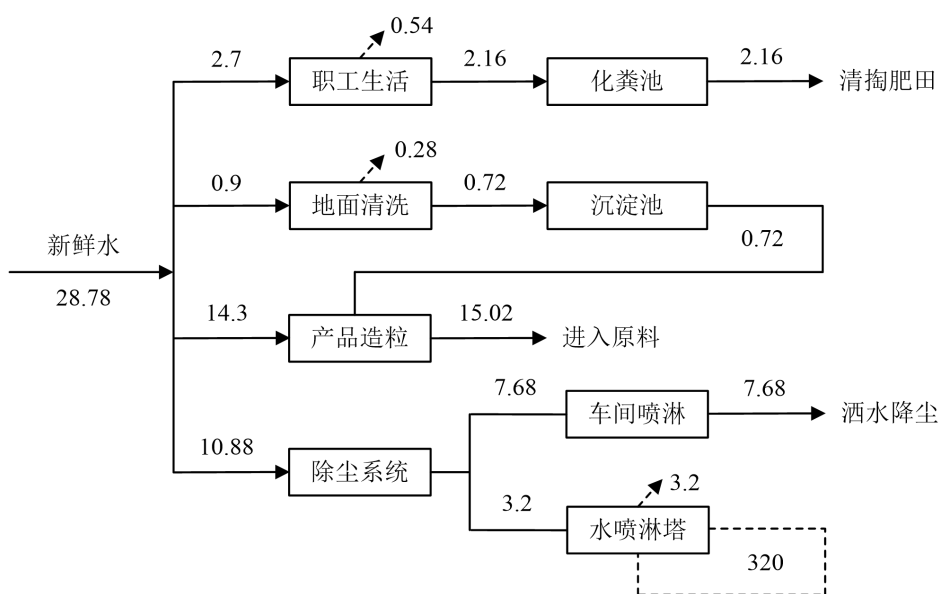 0.54
2.7
职工生活
2.16
化粪池
2.16
清掏肥田
0.28
0.9
地面清洗
0.72
沉淀池
0.72
新鲜水
28.78
14.3
产品造粒
15.02
进入原料
7.68
车间喷淋
7.68
洒水降尘
10.88
除尘系统
3.2
3.2
水喷淋塔
320